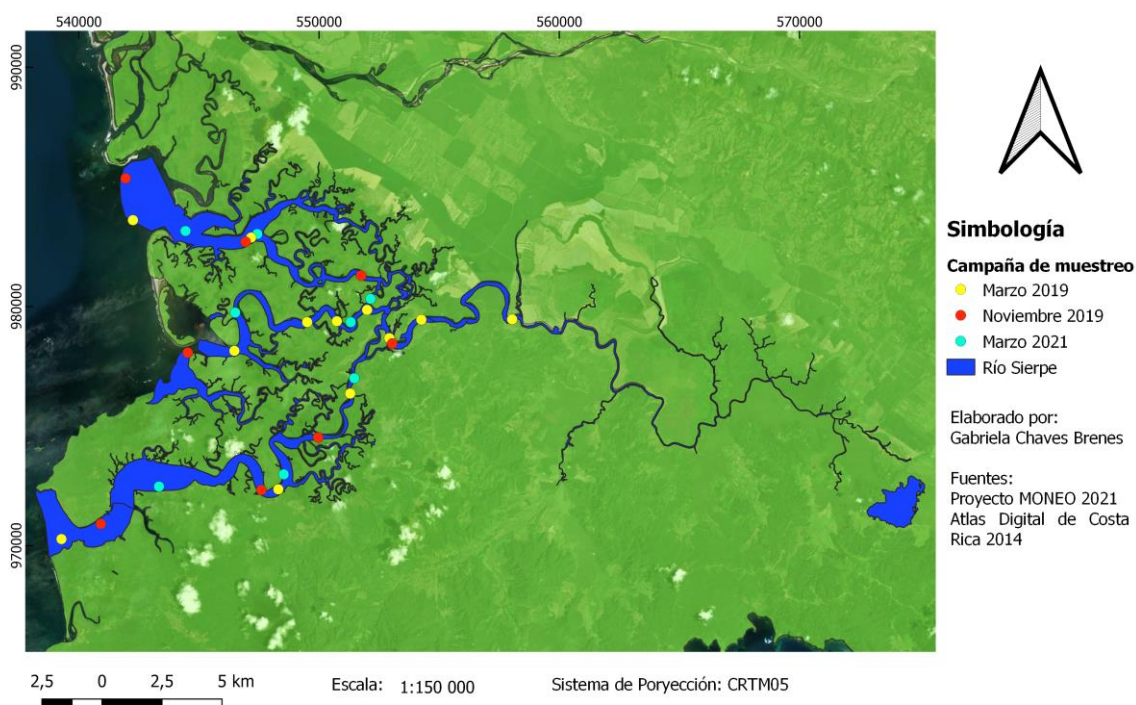 540000
550000
560000
570000
990000
980000
970000
Simbología
Campaña de muestreo
Marzo 2019
Noviembre 2019
Marzo 2021
Río Sierpe
Elaborado por:
Gabriela Chaves Brenes
Fuentes:
Proyecto MONEO 2021
Atlas Digital de Costa
Rica 2014
2,5 0 2,5 5 km
Escala: 1:150 000
Sistema de Poryección: CRTM05